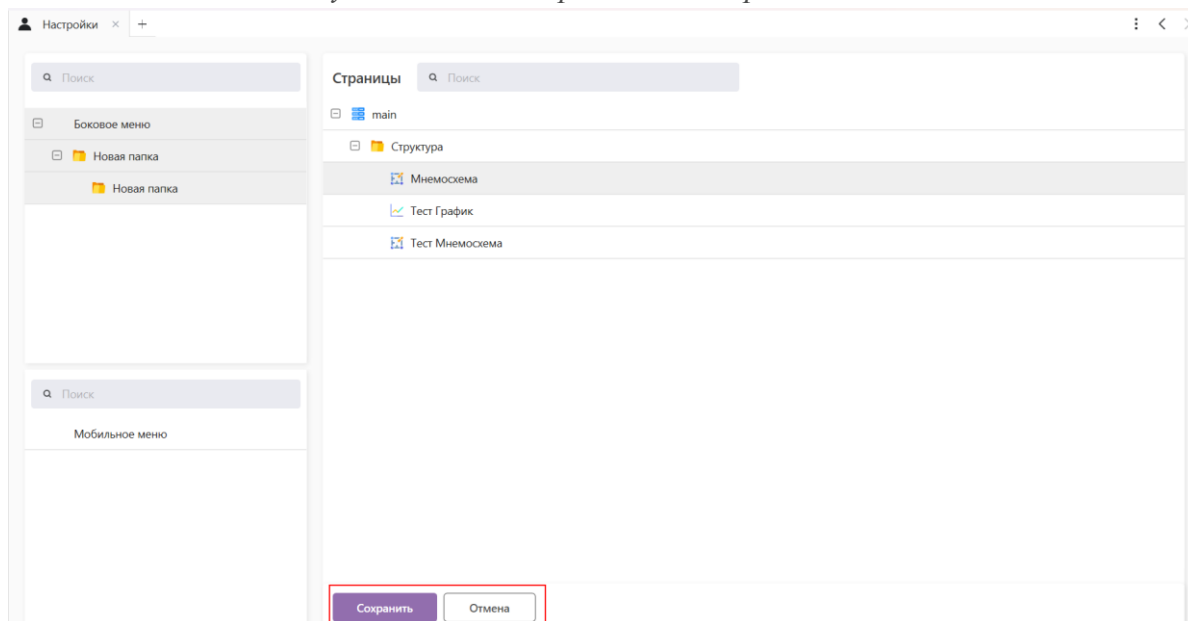 Настройки
Поиск
Боковое меню
Новая папка
Новая папка
Поиск
Мобильное меню
Страницы
Поиск
main
Структура
Мнемосхема
Тест График
Тест Мнемосхема
Сохранить
Отмена